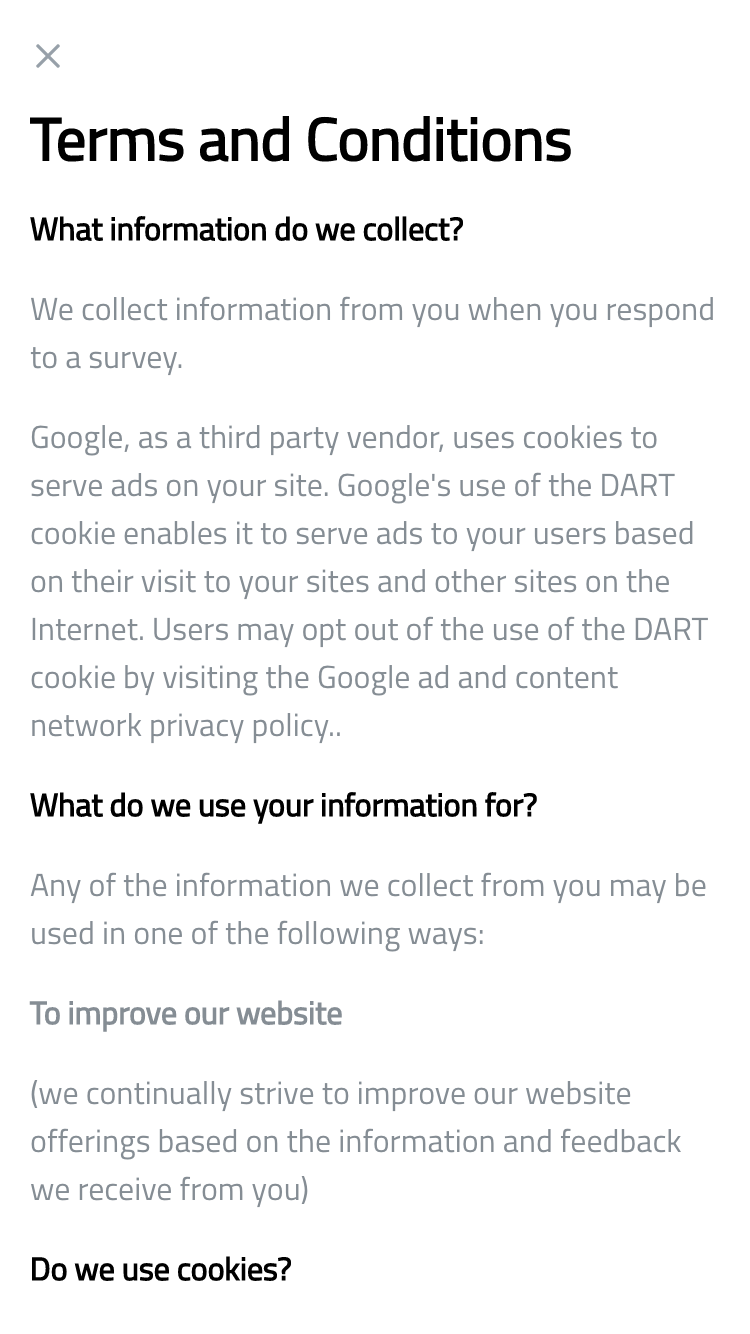 Terms and Conditions
What information do we collect?
We collect information from you when you respond
to a survey.
Google, as a third party vendor, uses cookies to
serve ads on your site. Google's use of the DART
cookie enables it to serve ads to your users based
on their visit to your sites and other sites on the
Internet. Users may opt out of the use of the DART
cookie by visiting the Google ad and content
network privacy policy..
What do we use your information for?
Any of the information we collect from you may be
used in one of the following ways:
To improve our website
(we continually strive to improve our website
offerings based on the information and feedback
we receive from you)
Do we use cookies?